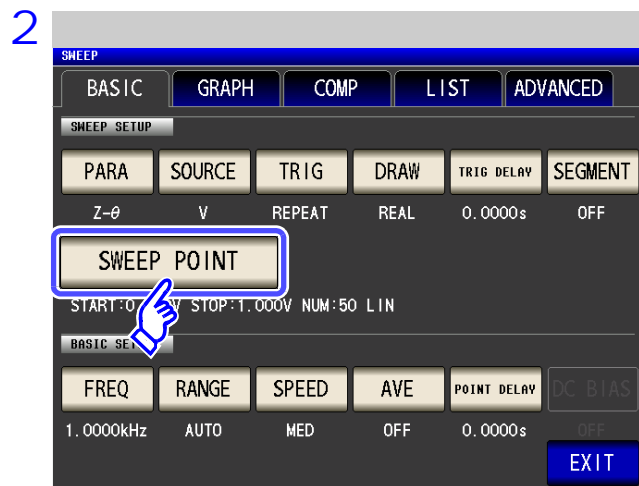 2
SWEEP
BASIC GRAPH COMP LIST ADVANCED
SWEEP SETUP
PARA SOURCE TRIG DRAW TRIG DELAY SEGMENT
Z-θ V REPEAT REAL 0.0000s OFF
SWEEP POINT
STOP:1.000V NUM:50 LIN
BASIC
FREQ RANGE SPEED AVE POINT DELAY DC BIAS
1.0000kHz AUTO MED OFF 0.0000s OFF
EXIT